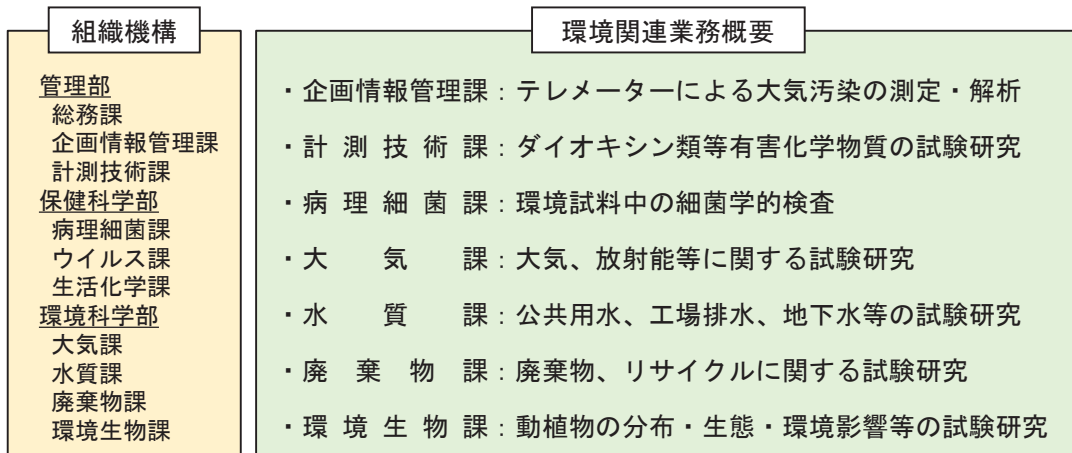 組織機構
管理部
総務課
企画情報管理課
計測技術課
保健科学部
病理細菌課
ウイルス課
生活化学課
環境科学部
大気課
水質課
廃棄物課
環境生物課
環境関連業務概要
・企画情報管理課：テレメーターによる大気汚染の測定・解析
・計測技術課：ダイオキシン類等有害化学物質の試験研究
・病理細菌課：環境試料中の細菌学的検査
・大気課：大気、放射能等に関する試験研究
・水質課：公共用水、工場排水、地下水等の試験研究
・廃棄物課：廃棄物、リサイクルに関する試験研究
・環境生物課：動植物の分布・生態・環境影響等の試験研究